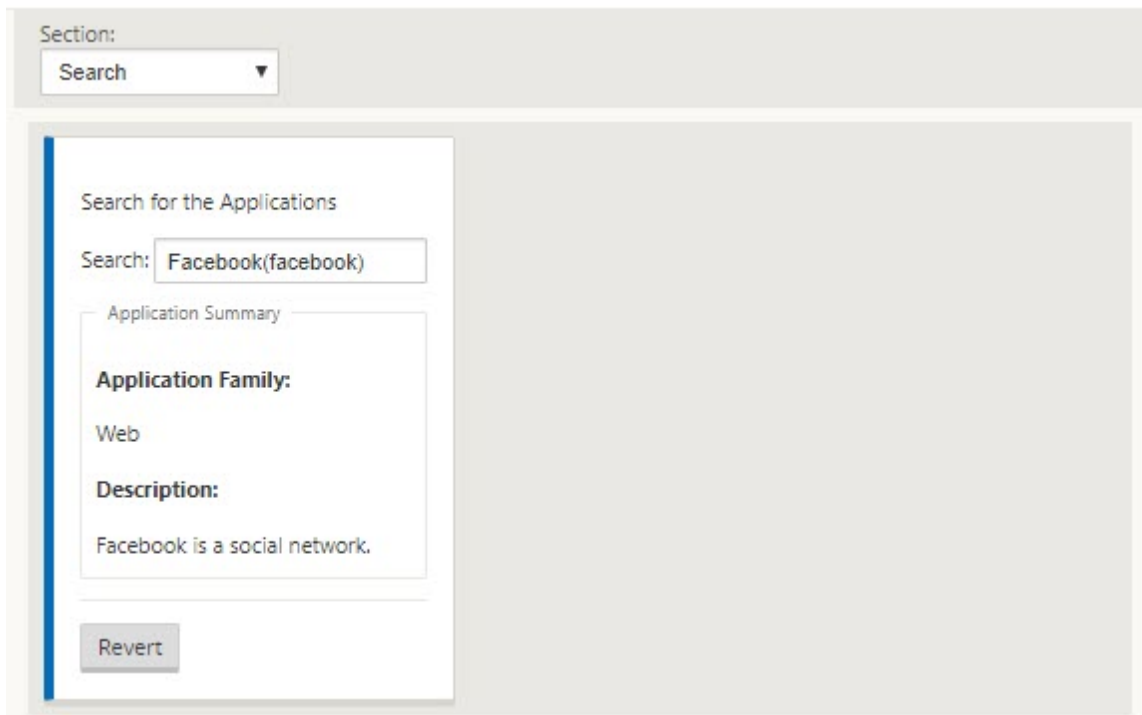 Section:
Search
Search for the Applications
Search: Facebook(facebook)
Application Summary
Application Family:
Web
Description:
Facebook is a social network.
Revert